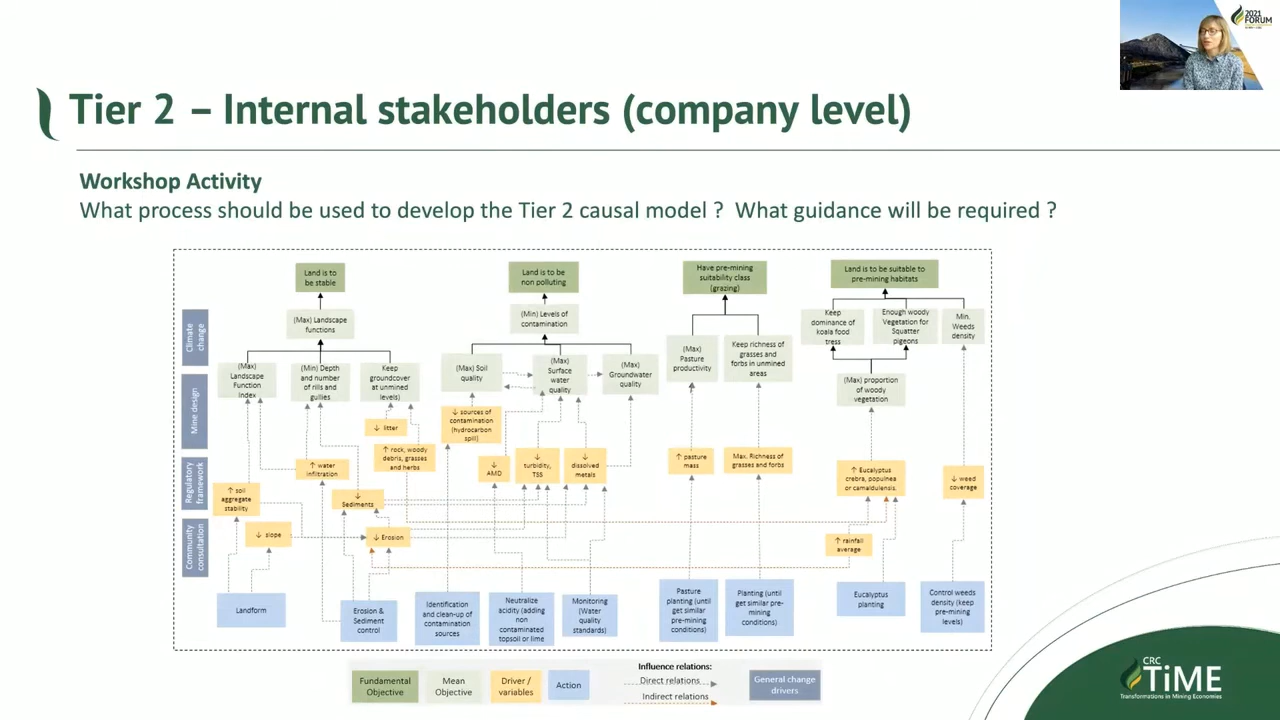 2021
FORUM
Tier 2 – Internal stakeholders (company level)
Workshop Activity
What process should be used to develop the Tier 2 causal model ? What guidance will be required ?
Climate
change
Mine design
Regulatory
framework
Community
consultation
Land is to
be stable
Land is to be
non polluting
Have pre-mining
suitability class
(grazing)
Land is to be suitable to
pre-mining habitats
(Max) Landscape
functions
(Min) Levels of
contamination
Keep
dominance of
koala food
tress
Enough woody
Vegetation for
Squatter
pigeons
Min.
Weeds
density
(Max)
Landscape
Function
Index
(Min) Depth
and number
of rills and
gullies
Keep
groundcover
at unmined
levels)
(Max) Soil
quality
(Max)
Surface
water
quality
(Max)
Groundwater
quality
(Max)
Pasture
productivity
Keep richness of
grasses and
forbs in unmined
areas
(Max) proportion
of woody
vegetation
↓ litter
↓ sources of
contamination
(hydrocarbon
spill)
↑ rock, woody
debris, grasses
and herbs
↑ water
infiltration
↓
AMD
↓
turbidity,
TSS
↓
dissolved
metals
↑ pasture
mass
Max. Richness of
grasses and forbs
↑ Eucalyptus
crebra, populnea
or camaldulensis.
↓ weed
coverage
↑ soil
aggregate
stability
↓
Sediments
↓ slope
↓ Erosion
↑ rainfall
average
Landform
Erosion &
Sediment
control
Identification
and clean-up of
contamination
sources
Neutralize
acidity (adding
non
contaminated
topsoil or lime
Monitoring
(Water
quality
standards)
Pasture
planting (until
get similar
pre-mining
conditions)
Planting (until
get similar pre-
mining
conditions)
Eucalyptus
planting
Control weeds
density (keep
pre-mining
levels)
Fundamental
Objective
Mean
Objective
Driver /
variables
Action
Influence relations:
Direct relations
Indirect relations
General change
drivers
CRC
TiME
Transformations in Mining Economies